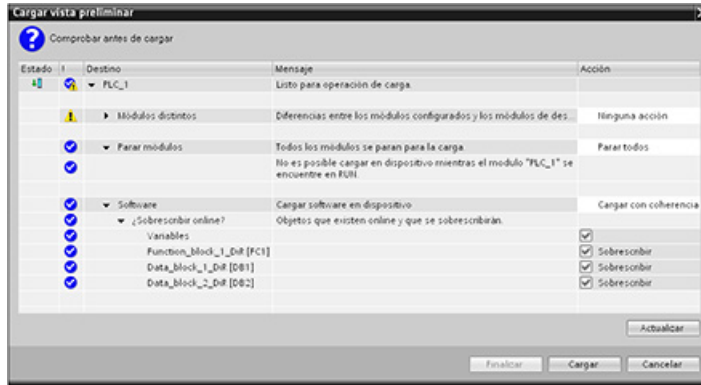 Cargar vista preliminar
Comprobar antes de cargar
Estado ! Destino Mensaje Acción
PLC_1 Listo para operación de carga.
Módulos distintos Diferencias entre los módulos configurados y los módulos de des... Ninguna acción
Parar módulos Todos los módulos se paran para la carga. Parar todos
No es posible cargar en dispositivo mientras el modulo "PLC_1" se
encuentre en RUN.
Software Cargar software en dispositivo Cargar con coherencia
¿Sobrescribir online? Objetos que existen online y que se sobrescribirán.
Variables
Function_block_1_DiR [FC1] Sobrescribir
Data_block_1_DiR [DB1] Sobrescribir
Data_block_2_DiR [DB2] Sobrescribir
Actualizar
Finalizar Cargar Cancelar